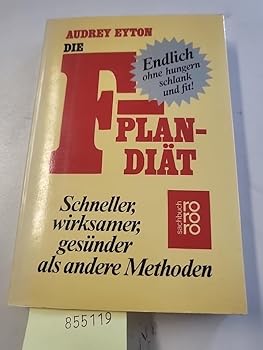 AUDREY EYTON
DIE
F-
PLAN-
DIÄT
Endlich
ohne hungern
schlank
und fit!
Schneller,
wirksamer,
gesünder
als andere Methoden
sachbuch
rororo
855119